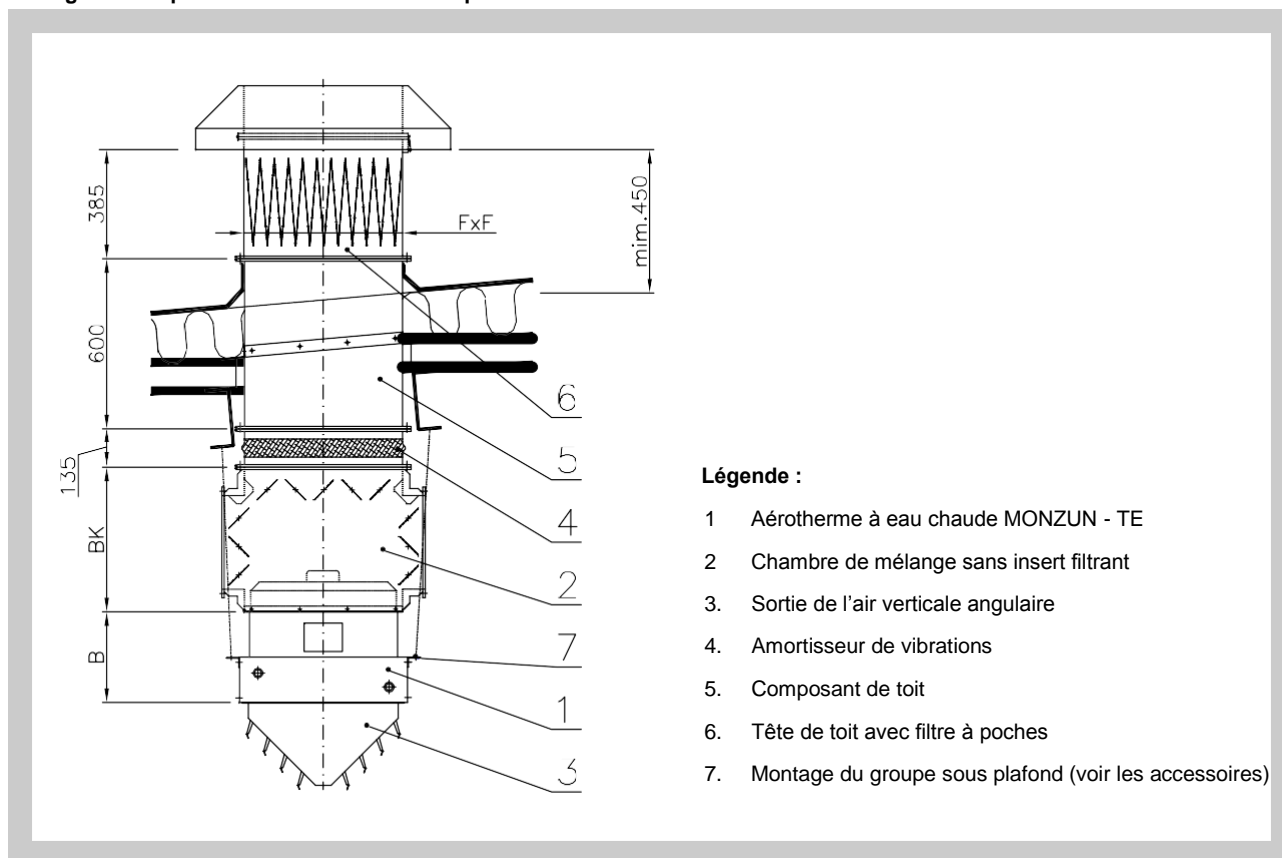 385
FxF
mim.450
600
6
5
135
4
BK
2
7
B
1
3
Légende :
1 Aérotherme à eau chaude MONZUN - TE
2 Chambre de mélange sans insert filtrant
3. Sortie de l’air verticale angulaire
4. Amortisseur de vibrations
5. Composant de toit
6. Tête de toit avec filtre à poches
7. Montage du groupe sous plafond (voir les accessoires)